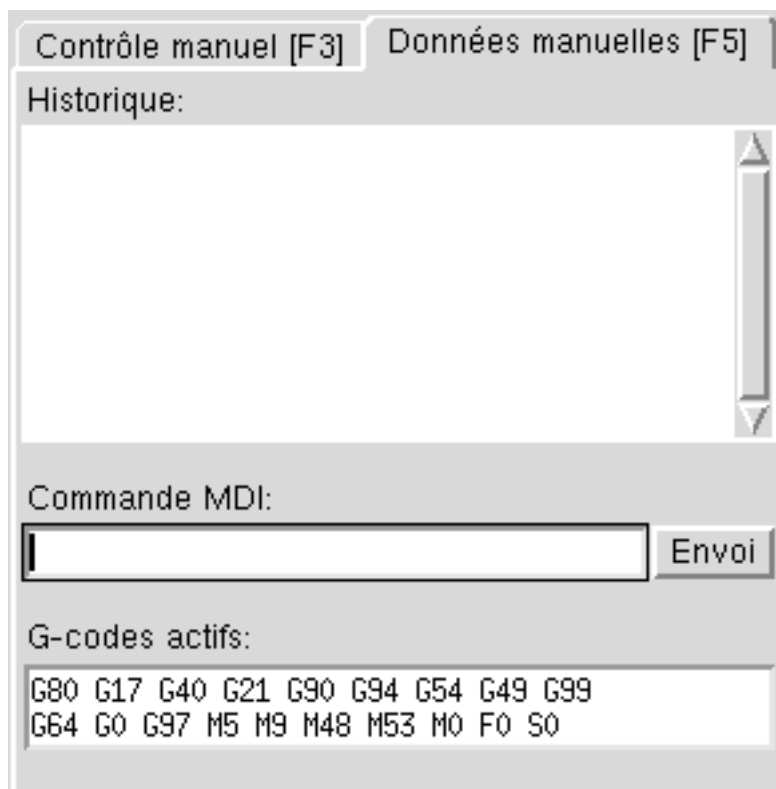 Contrôle manuel [F3] Données manuelles [F5]
Historique:
Commande MDI:
Envoi
G-codes actifs:
G80 G17 G40 G21 G90 G94 G54 G49 G99
G64 G0 G97 M5 M9 M48 M53 M0 F0 S0